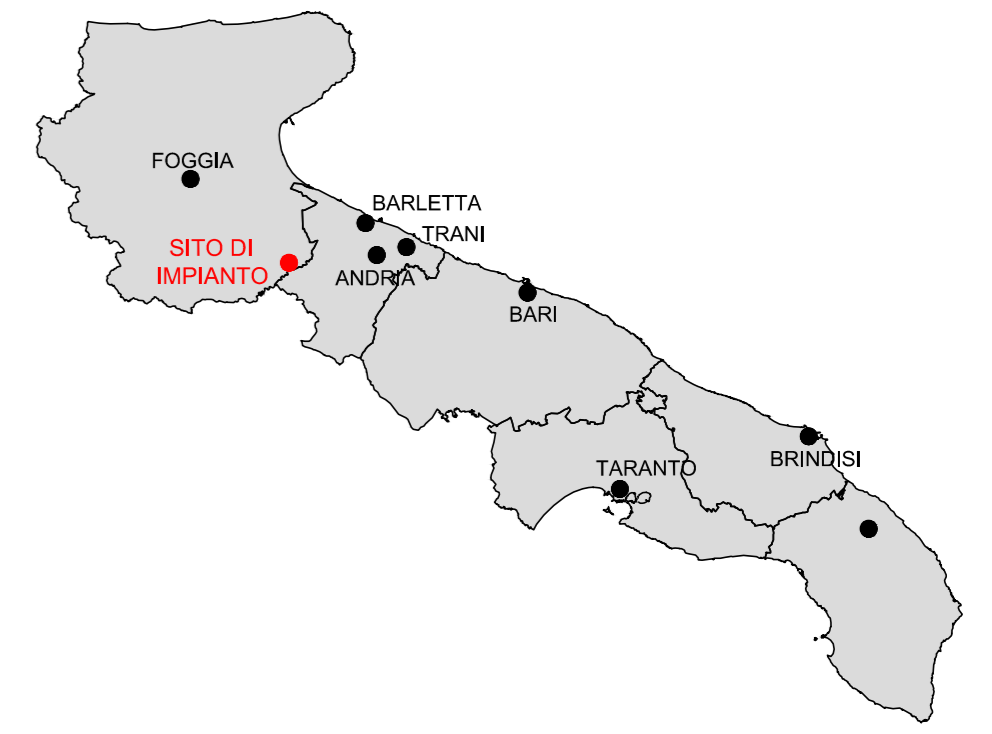 FOGGIA
BARLETTA
TRANI
SITO DI
IMPIANTO
ANDRIA
BARI
BRINDISI
TARANTO